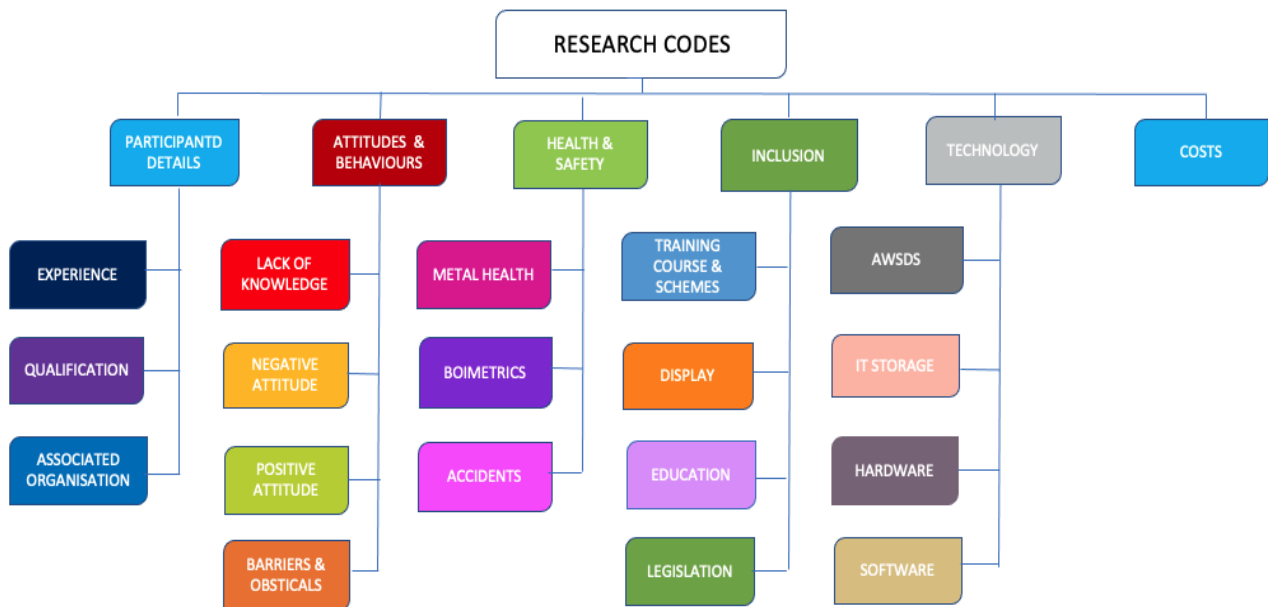 RESEARCH CODES
PARTICIPANTD
DETAILS
ATTITUDES &
BEHAVIOURS
HEALTH &
SAFETY
INCLUSION
TECHNOLOGY
COSTS
EXPERIENCE
LACK OF
KNOWLEDGE
METAL HEALTH
TRAINING
COURSE &
SCHEMES
AWSDS
QUALIFICATION
NEGATIVE
ATTITUDE
BOIMETRICS
DISPLAY
IT STORAGE
ASSOCIATED
ORGANISATION
POSITIVE
ATTITUDE
ACCIDENTS
EDUCATION
HARDWARE
BARRIERS &
OBSTICALS
LEGISLATION
SOFTWARE